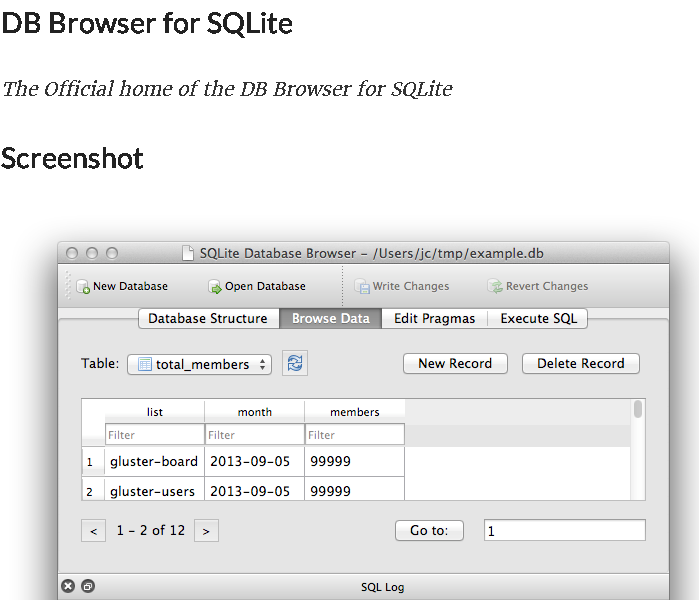 DB Browser for SQLite
The Official home of the DB Browser for SQLite
Screenshot
SQLite Database Browser – /Users/jc/tmp/example.db
New Database Open Database Write Changes Revert Changes
Database Structure Browse Data Edit Pragmas Execute SQL
Table: total_members New Record Delete Record
list month members
Filter Filter Filter
1 gluster-board 2013-09-05 99999
2 gluster-users 2013-09-05 99999
< 1 - 2 of 12 > Go to: 1
SQL Log